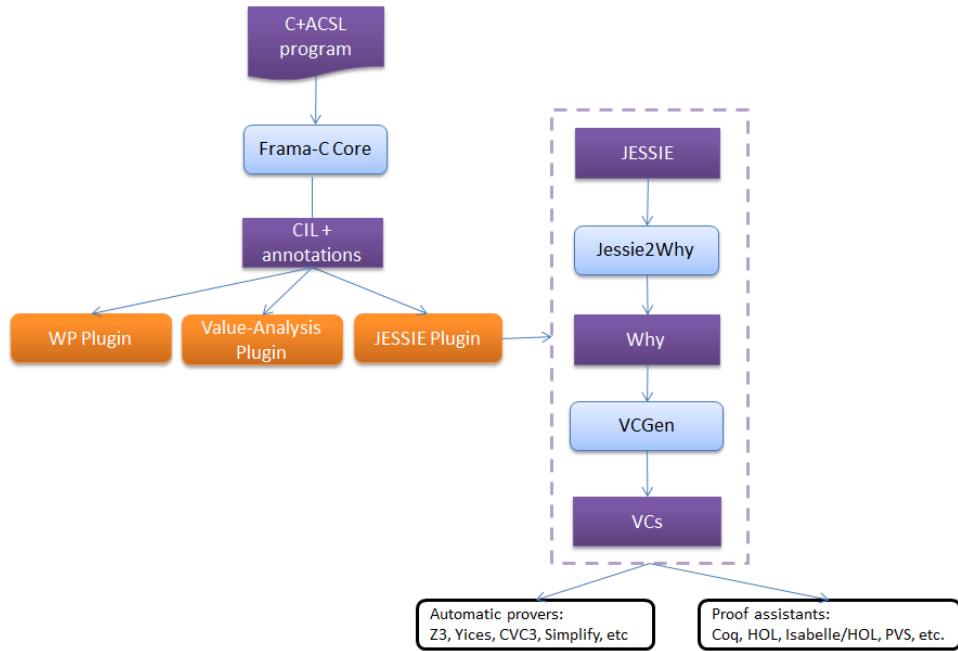 C+ACSL
program
Frama-C Core
CIL +
annotations
WP Plugin
Value-Analysis
Plugin
JESSIE Plugin
JESSIE
Jessie2Why
Why
VCGen
VCs
Automatic provers:
Z3, Yices, CVC3, Simplify, etc
Proof assistants:
Coq, HOL, Isabelle/HOL, PVS, etc.